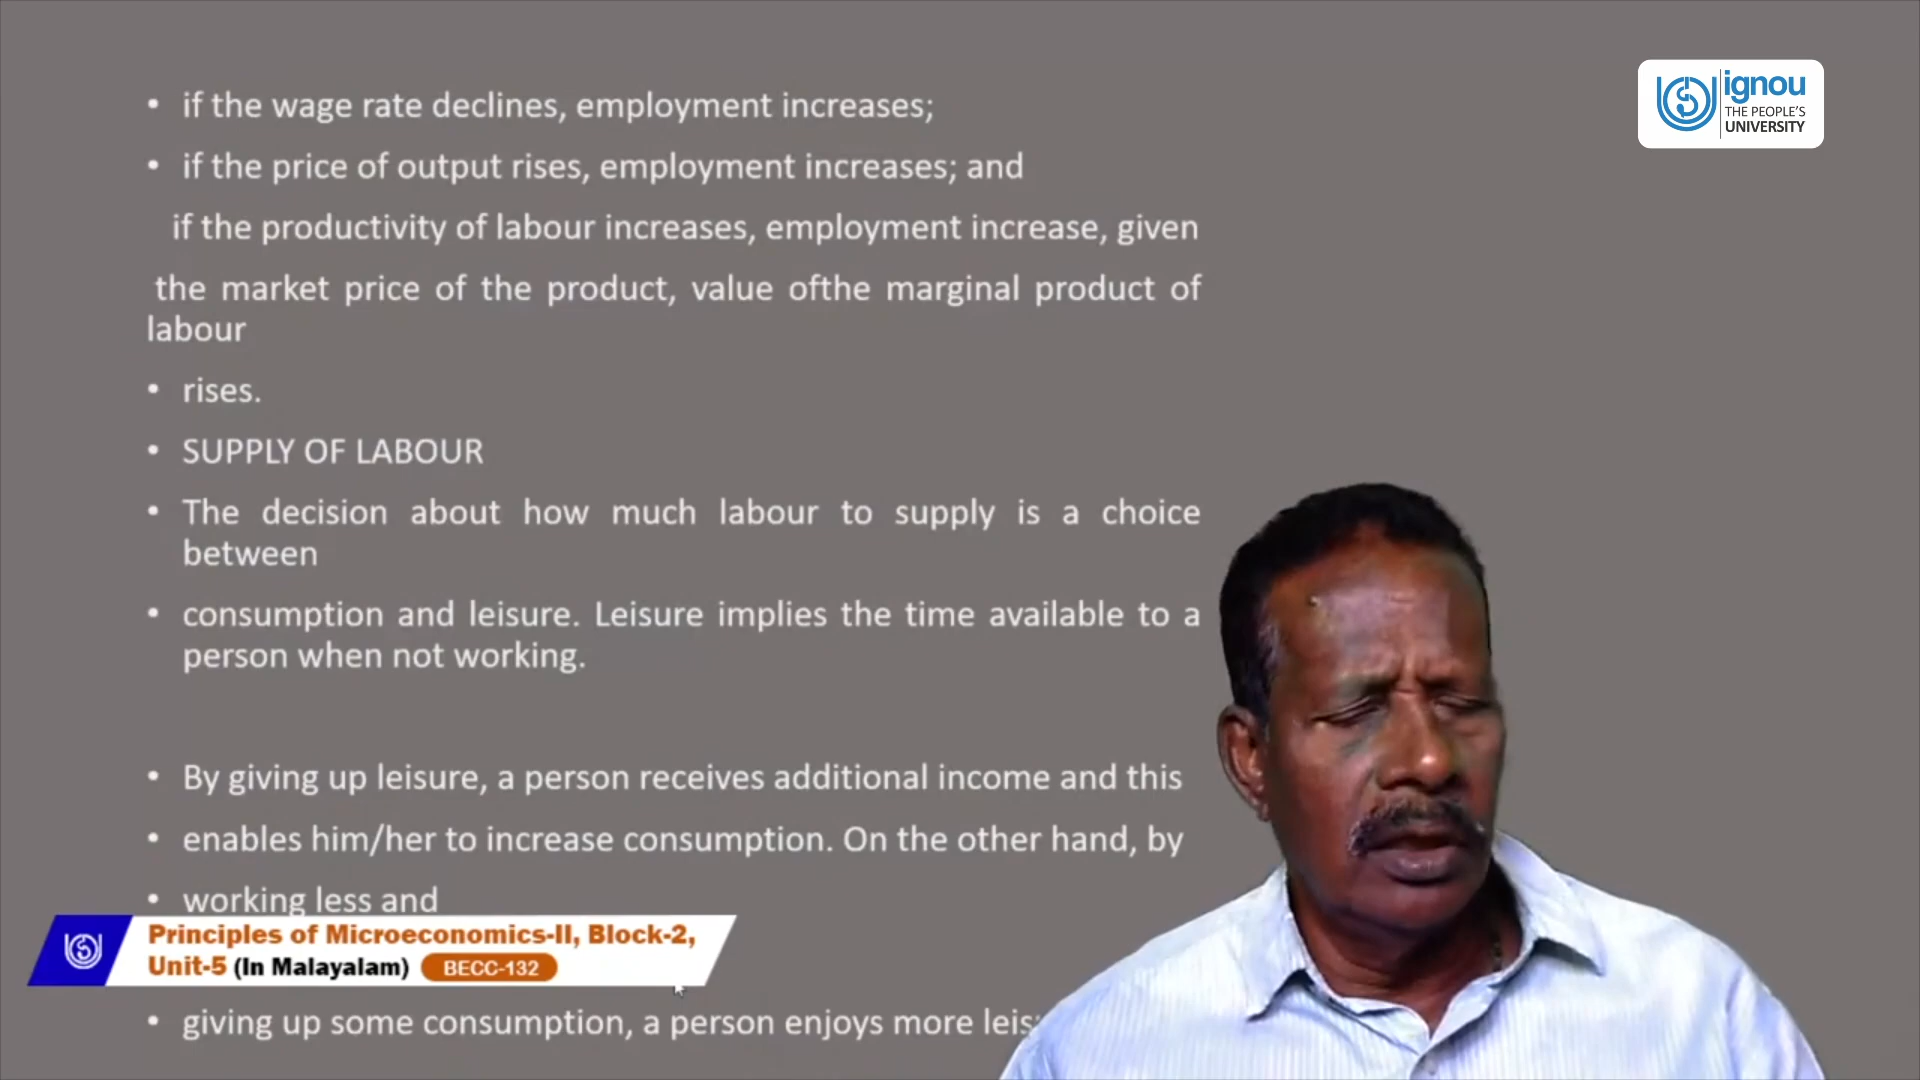 • if the wage rate declines, employment increases;
• if the price of output rises, employment increases; and
if the productivity of labour increases, employment increase, given
the market price of the product, value ofthe marginal product of
labour
• rises.
• SUPPLY OF LABOUR
• The decision about how much labour to supply is a choice
between
• consumption and leisure. Leisure implies the time available to a
person when not working.
• By giving up leisure, a person receives additional income and this
• enables him/her to increase consumption. On the other hand, by
• working less and
• giving up some consumption, a person enjoys more
Principles of Microeconomics-II, Block-2,
Unit-5 (In Malayalam) BECC-132
ignou
THE PEOPLE'S
UNIVERSITY